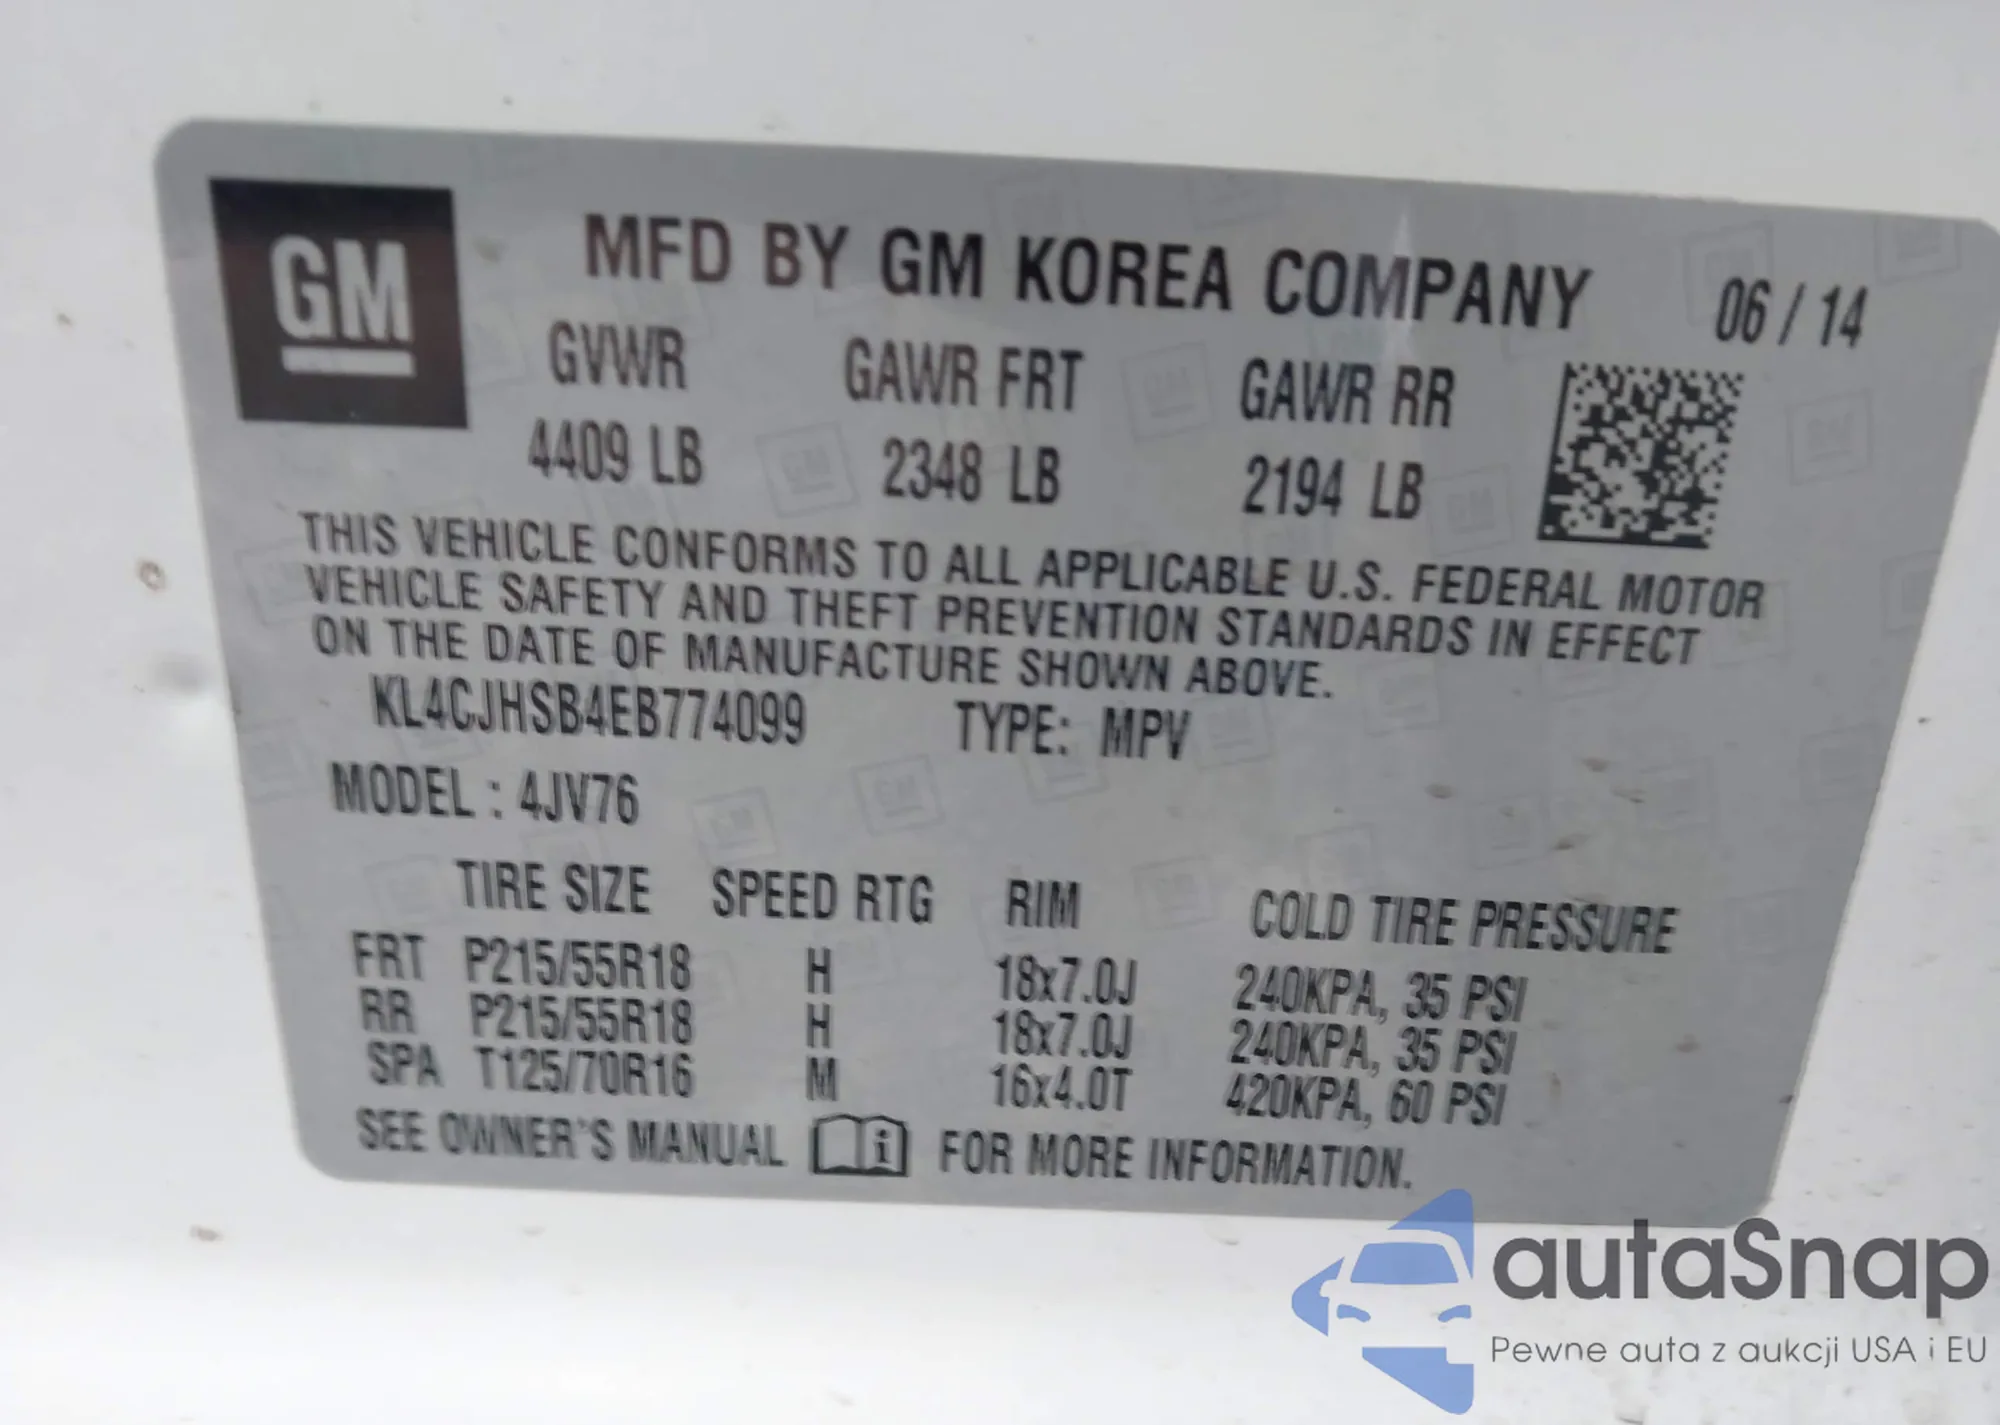 GM
MFD BY GM KOREA COMPANY 06 / 14
GVWR GAWR FRT GAWR RR
4409 LB 2348 LB 2194 LB
THIS VEHICLE CONFORMS TO ALL APPLICABLE U.S. FEDERAL MOTOR
VEHICLE SAFETY AND THEFT PREVENTION STANDARDS IN EFFECT
ON THE DATE OF MANUFACTURE SHOWN ABOVE.
KL4CJHSB4EB774099 TYPE: MPV
MODEL : 4JV76
TIRE SIZE SPEED RTG RIM COLD TIRE PRESSURE
FRT P215/55R18 H 18x7.0J 240KPA, 35 PSI
RR P215/55R18 H 18x7.0J 240KPA, 35 PSI
SPA T125/70R16 M 16x4.0T 420KPA, 60 PSI
SEE OWNER'S MANUAL i FOR MORE INFORMATION.
autaSnap
Pewne auta z aukcji USA i EU